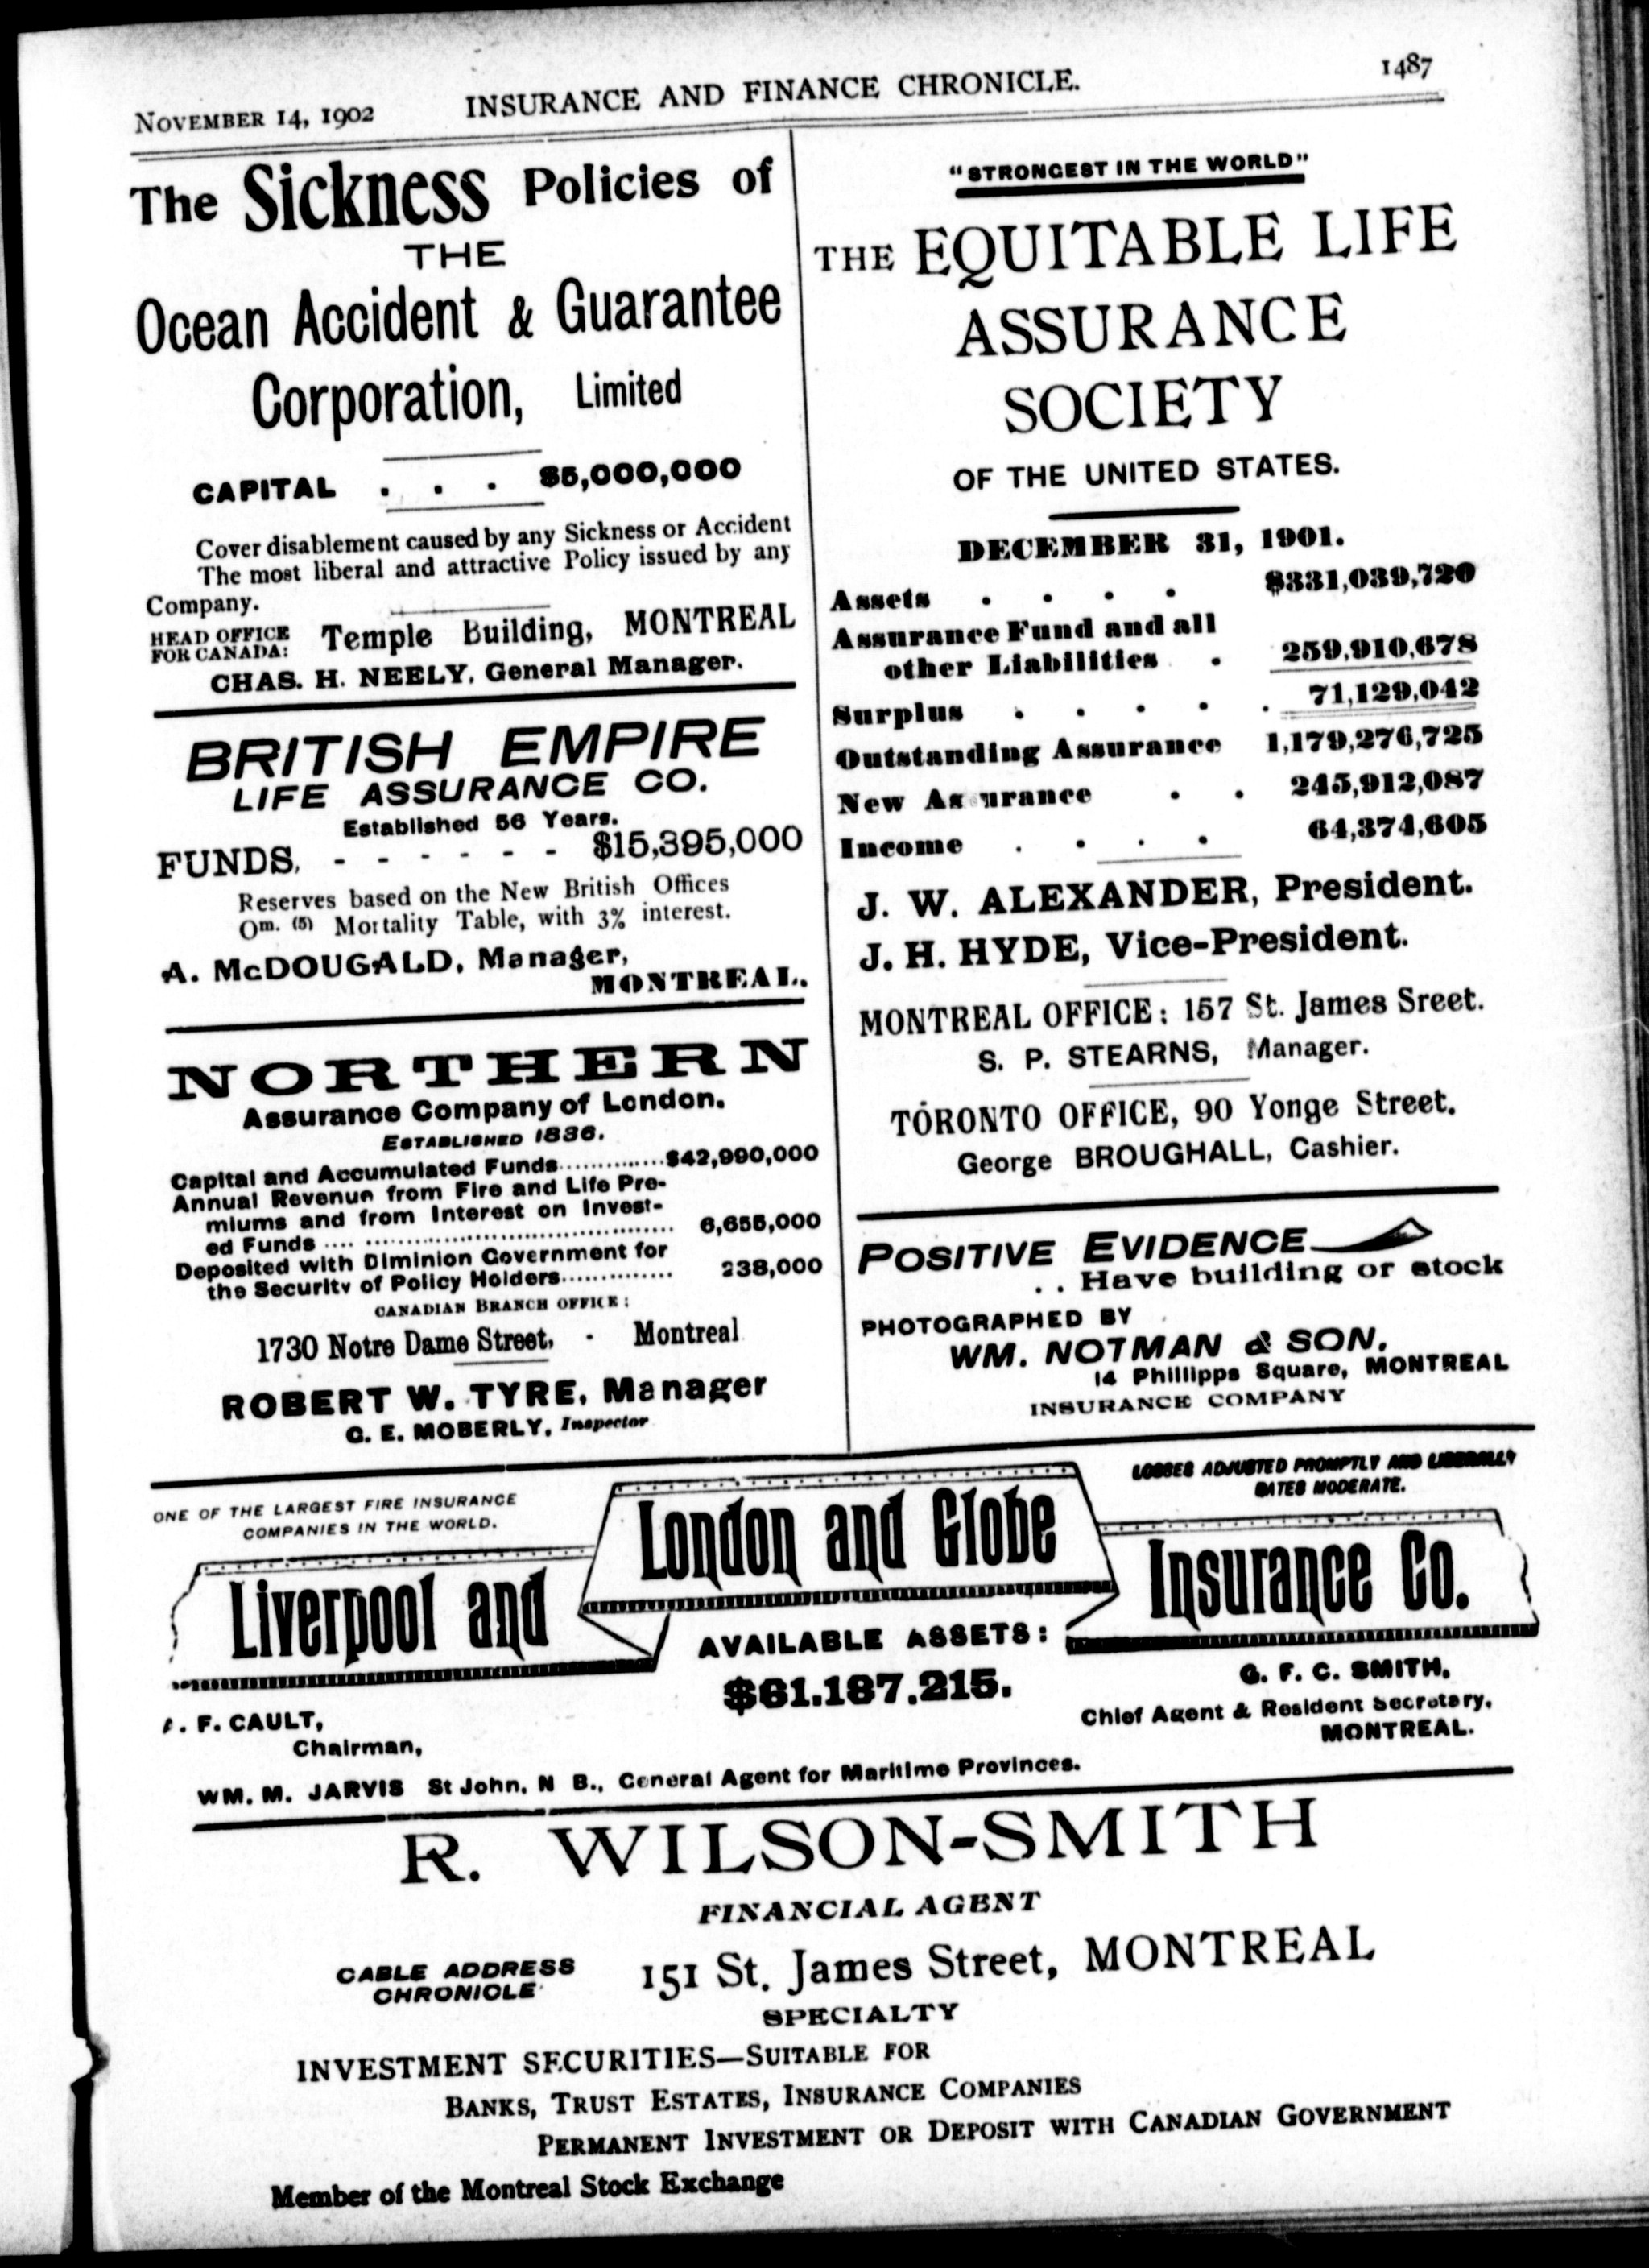 NOVEMBER 14, 1902 INSURANCE AND FINANCE CHRONICLE. 1487
The Sickness Policies of
THE
Ocean Accident & Guarantee
Corporation, Limited
CAPITAL . . . $5,000,000
Cover disablement caused by any Sickness or Accident
The most liberal and attractive Policy issued by any
Company.
HEAD OFFICE
FOR CANADA: Temple Building, MONTREAL
CHAS. H. NEELY, General Manager.
BRITISH EMPIRE
LIFE ASSURANCE CO.
Established 56 Years.
FUNDS, - - - - - - $15,395,000
Reserves based on the New British Offices
Om. (5) Mortality Table, with 3% interest.
A. McDOUGALD, Manager,
MONTREAL.
NORTHERN
Assurance Company of London.
ESTABLISHED 1836.
Capital and Accumulated Funds..............$42,990,000
Annual Revenue from Fire and Life Pre-
miums and from Interest on Invest-
ed Funds .... .................................... 6,655,000
Deposited with Diminion Government for
the Security of Policy Holders............... 238,000
CANADIAN BRANCH OFFICE:
1730 Notre Dame Street, - Montreal
ROBERT W. TYRE, Manager
C. E. MOBERLY, Inspector
"STRONGEST IN THE WORLD"
THE EQUITABLE LIFE
ASSURANCE
SOCIETY
OF THE UNITED STATES.
DECEMBER 31, 1901.
Assets . . . . $331,039,720
Assurance Fund and all
other Liabilities . 259,910,678
Surplus . . . . . 71,129,042
Outstanding Assurance 1,179,276,725
New As urance . . 245,912,087
Income . . . . 64,374,605
J. W. ALEXANDER, President.
J. H. HYDE, Vice-President.
MONTREAL OFFICE: 157 St. James Sreet.
S. P. STEARNS, Manager.
TORONTO OFFICE, 90 Yonge Street.
George BROUGHALL, Cashier.
POSITIVE EVIDENCE
. . Have building or stock
PHOTOGRAPHED BY
WM. NOTMAN & SON,
14 Phillipps Square, MONTREAL
INSURANCE COMPANY
ONE OF THE LARGEST FIRE INSURANCE
COMPANIES IN THE WORLD.
LOSSES ADJUSTED PROMPTLY AND LIBERALLY
RATES MODERATE.
Liverpool and London and Globe Insurance Co.
AVAILABLE ASSETS:
$61.187.215.
F. CAULT,
Chairman,
G. F. C. SMITH,
Chief Agent & Resident Secretary,
MONTREAL.
WM. M. JARVIS St John, N B., General Agent for Maritime Provinces.
R. WILSON-SMITH
FINANCIAL AGENT
CABLE ADDRESS
CHRONICLE
151 St. James Street, MONTREAL
SPECIALTY
INVESTMENT SECURITIES—SUITABLE FOR
BANKS, TRUST ESTATES, INSURANCE COMPANIES
PERMANENT INVESTMENT OR DEPOSIT WITH CANADIAN GOVERNMENT
Member of the Montreal Stock Exchange